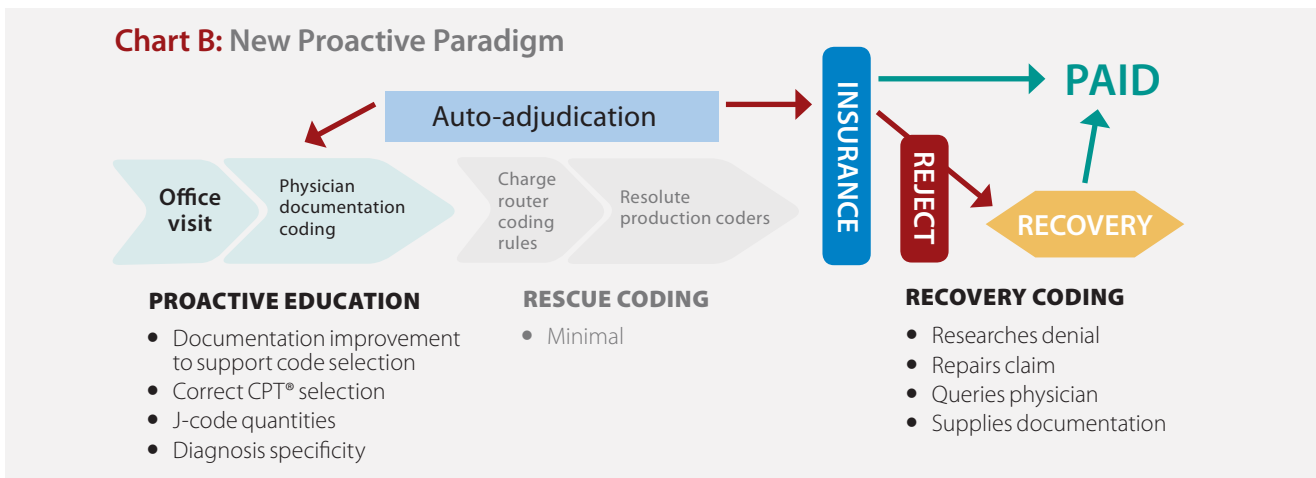 Chart B: New Proactive Paradigm
Auto-adjudication
Office
visit
Physician
documentation
coding
Charge
router
coding
rules
Resolute
production coders
INSURANCE
REJECT
PAID
RECOVERY
PROACTIVE EDUCATION
• Documentation improvement
to support code selection
• Correct CPT® selection
• J-code quantities
• Diagnosis specificity
RESCUE CODING
• Minimal
RECOVERY CODING
• Researches denial
• Repairs claim
• Queries physician
• Supplies documentation